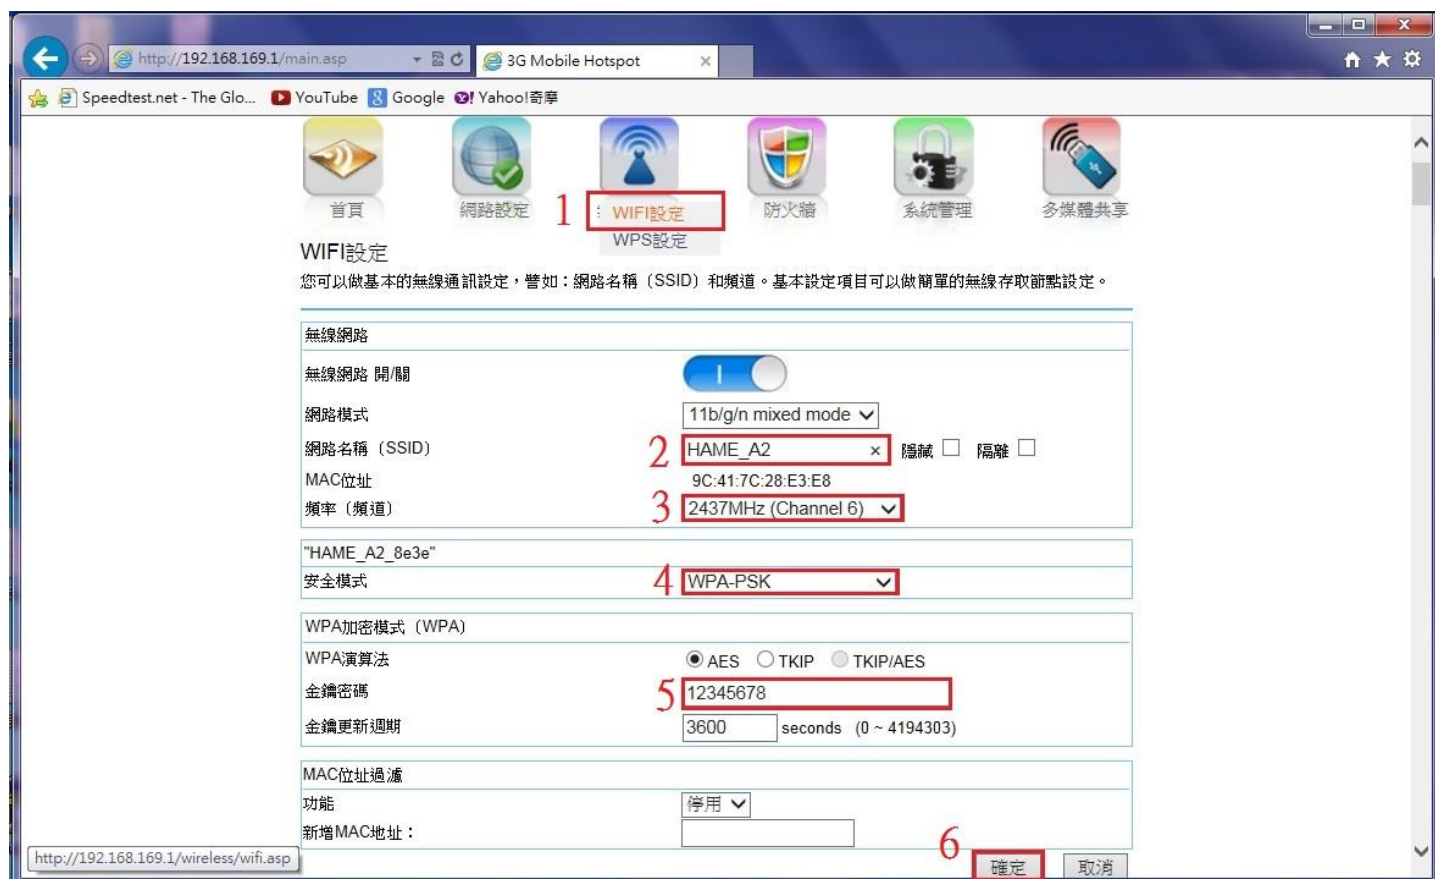 http://192.168.169.1/main.asp
3G Mobile Hotspot
Speedtest.net - The Glo... YouTube Google Yahoo!奇摩
首頁 網路設定 防火牆 系統管理 多媒體共享
1 WIFI設定
WPS設定
WIFI設定
您可以做基本的無線通訊設定，譬如：網路名稱（SSID）和頻道。基本設定項目可以做簡單的無線存取節點設定。
無線網路
無線網路 開/關
網路模式 11b/g/n mixed mode
網路名稱（SSID） 2 HAME_A2 × 隱藏 隔離
MAC位址 9C:41:7C:28:E3:E8
頻率（頻道） 3 2437MHz (Channel 6)
"HAME_A2_8e3e"
安全模式 4 WPA-PSK
WPA加密模式（WPA）
WPA演算法 AES TKIP TKIP/AES
金鑰密碼 5 12345678
金鑰更新週期 3600 seconds (0 ~ 4194303)
MAC位址過濾
功能 停用
新增MAC地址：
http://192.168.169.1/wireless/wifi.asp
6 確定 取消